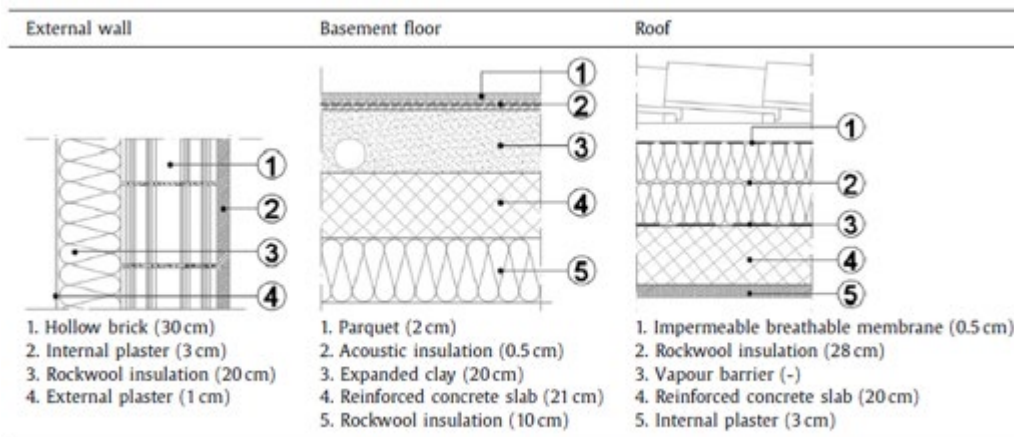 External wall
Basement floor
Roof
1
2
3
4
1
2
3
4
5
1
2
3
4
5
1. Hollow brick (30 cm)
2. Internal plaster (3 cm)
3. Rockwool insulation (20 cm)
4. External plaster (1 cm)
1. Parquet (2 cm)
2. Acoustic insulation (0.5 cm)
3. Expanded clay (20 cm)
4. Reinforced concrete slab (21 cm)
5. Rockwool insulation (10 cm)
1. Impermeable breathable membrane (0.5 cm)
2. Rockwool insulation (28 cm)
3. Vapour barrier (-)
4. Reinforced concrete slab (20 cm)
5. Internal plaster (3 cm)